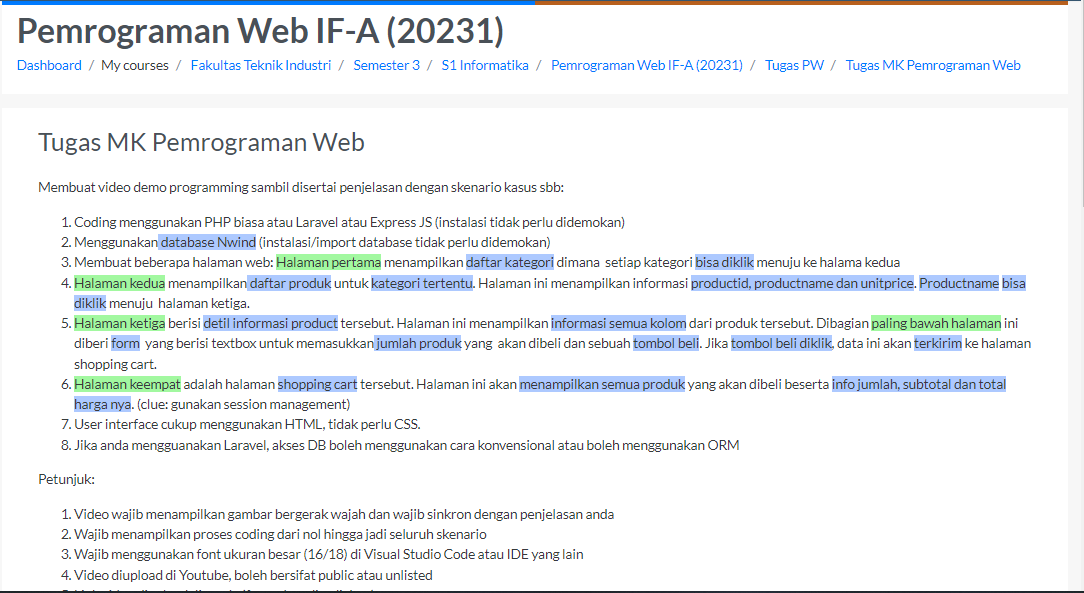 Pemrograman Web IF-A (20231)
Dashboard / My courses / Fakultas Teknik Industri / Semester 3 / S1 Informatika / Pemrograman Web IF-A (20231) / Tugas PW / Tugas MK Pemrograman Web
Tugas MK Pemrograman Web
Membuat video demo programming sambil disertai penjelasan dengan skenario kasus sbb:
1. Coding menggunakan PHP biasa atau Laravel atau Express JS (instalasi tidak perlu didemokan)
2. Menggunakan database Nwind (instalasi/import database tidak perlu didemokan)
3. Membuat beberapa halaman web: Halaman pertama menampilkan daftar kategori dimana setiap kategori bisa diklik menuju ke halama kedua
4. Halaman kedua menampilkan daftar produk untuk kategori tertentu. Halaman ini menampilkan informasi productid, productname dan unitprice. Productname bisa
diklik menuju halaman ketiga.
5. Halaman ketiga berisi detil informasi product tersebut. Halaman ini menampilkan informasi semua kolom dari produk tersebut. Dibagian paling bawah halaman ini
diberi form yang berisi textbox untuk memasukkan jumlah produk yang akan dibeli dan sebuah tombol beli. Jika tombol beli diklik, data ini akan terkirim ke halaman
shopping cart.
6. Halaman keempat adalah halaman shopping cart tersebut. Halaman ini akan menampilkan semua produk yang akan dibeli beserta info jumlah, subtotal dan total
harga nya. (clue: gunakan session management)
7. User interface cukup menggunakan HTML, tidak perlu CSS.
8. Jika anda mengguanakan Laravel, akses DB boleh menggunakan cara konvensional atau boleh menggunakan ORM
Petunjuk:
1. Video wajib menampilkan gambar bergerak wajah dan wajib sinkron dengan penjelasan anda
2. Wajib menampilkan proses coding dari nol hingga jadi seluruh skenario
3. Wajib menggunakan font ukuran besar (16/18) di Visual Studio Code atau IDE yang lain
4. Video diupload di Youtube, boleh bersifat public atau unlisted